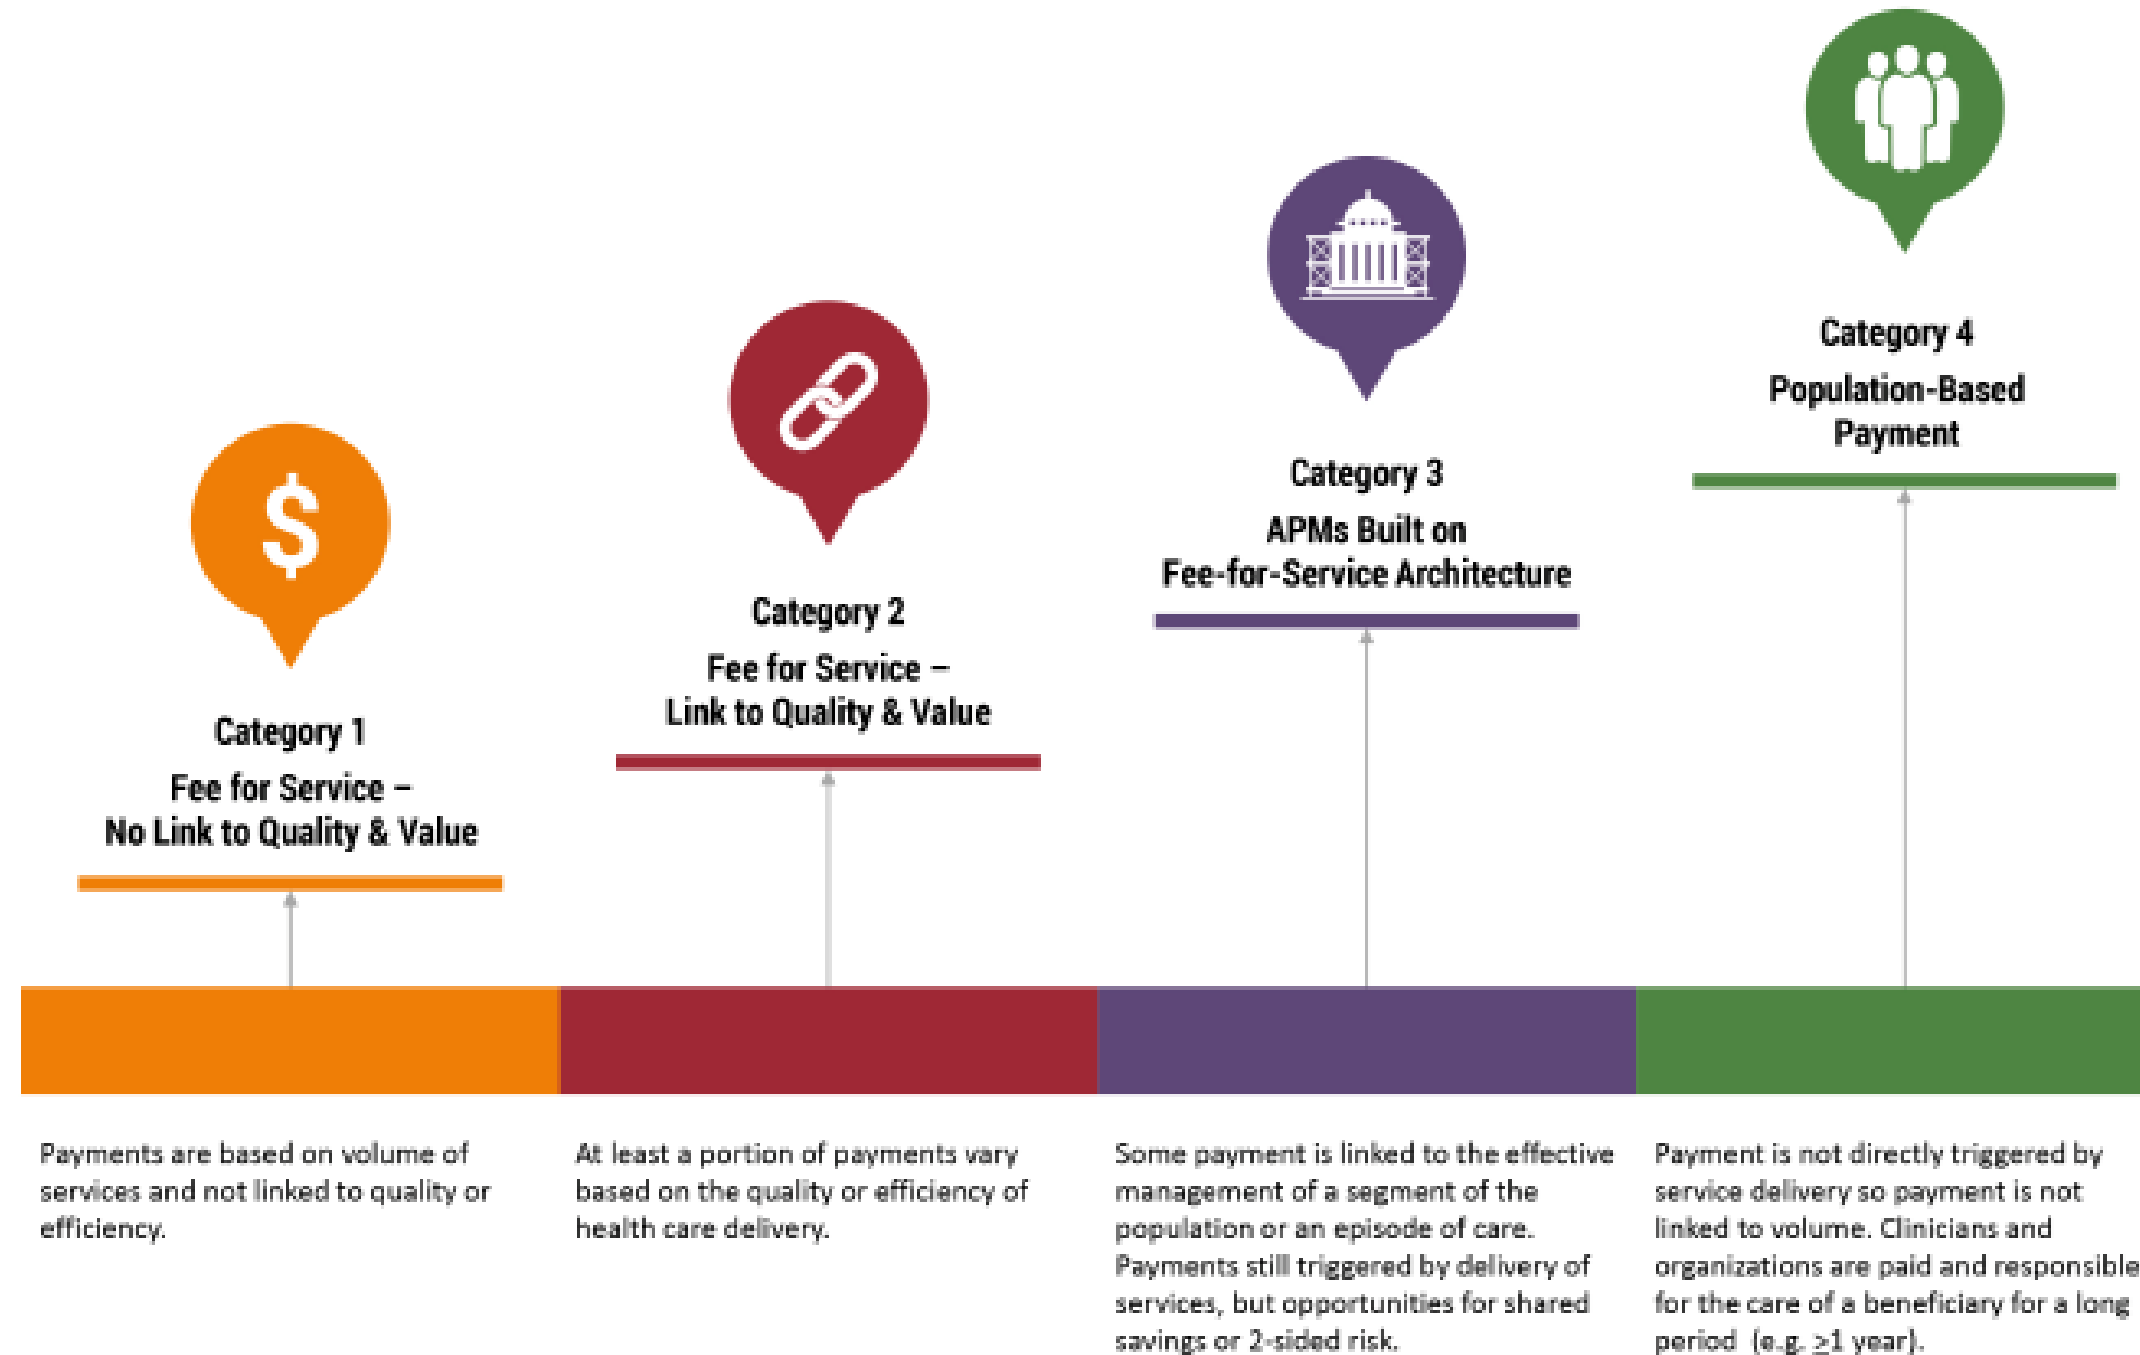 $
Category 1
Fee for Service –
No Link to Quality & Value
Category 2
Fee for Service –
Link to Quality & Value
Category 3
APMs Built on
Fee-for-Service Architecture
Category 4
Population-Based
Payment
Payments are based on volume of
services and not linked to quality or
efficiency.
At least a portion of payments vary
based on the quality or efficiency of
health care delivery.
Some payment is linked to the effective
management of a segment of the
population or an episode of care.
Payments still triggered by delivery of
services, but opportunities for shared
savings or 2-sided risk.
Payment is not directly triggered by
service delivery so payment is not
linked to volume. Clinicians and
organizations are paid and responsible
for the care of a beneficiary for a long
period  (e.g. ≥1 year).